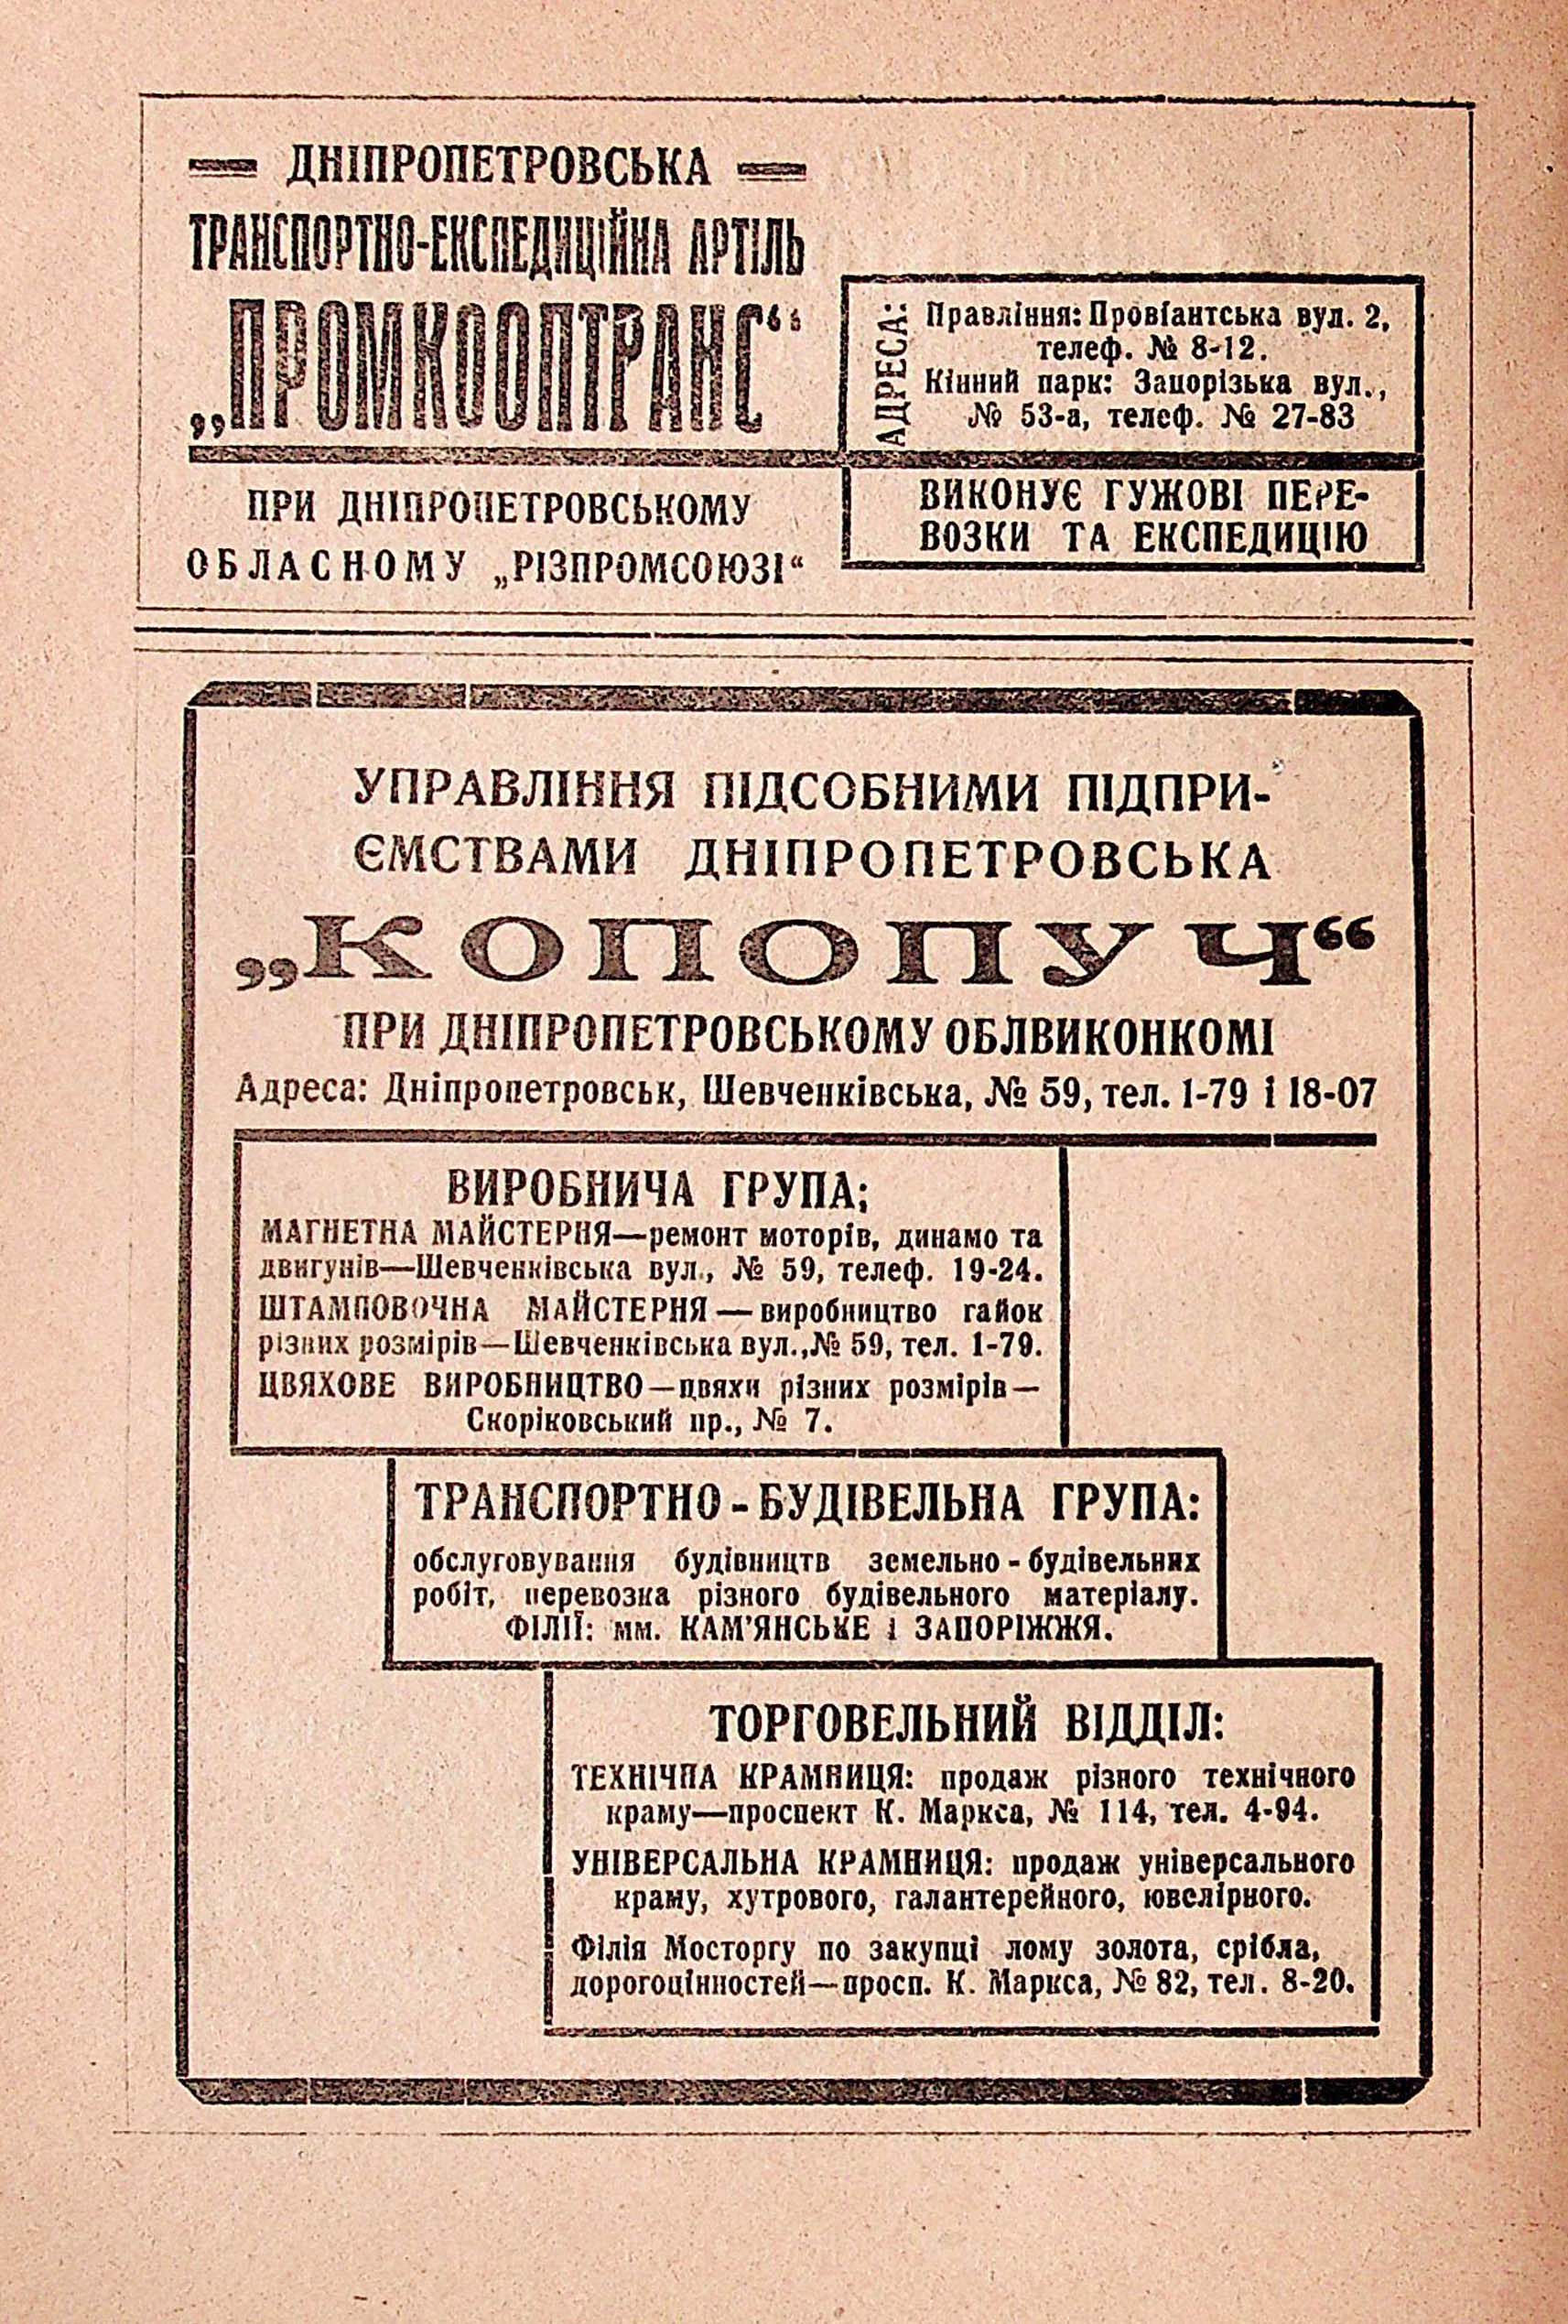 ДНІПРОПЕТРОВСЬКА
ТРАНСПОРТНО-ЕКСПЕДИЦІЙНА АРТІЛЬ
„ПРОМКООПТРАНС“
ПРИ ДНІПРОПЕТРОВСЬКОМУ
ОБЛАСНОМУ „РІЗПРОМСОЮЗІ“
АДРЕСА:
Правління: Провіантська вул. 2,
телеф. № 8-12.
Кінний парк: Запорізька вул.,
№ 53-а, телеф. № 27-83
ВИКОНУЄ ГУЖОВІ ПЕРЕ-
ВОЗКИ ТА ЕКСПЕДИЦІЮ
УПРАВЛІННЯ ПІДСОБНИМИ ПІДПРИ-
ЄМСТВАМИ ДНІПРОПЕТРОВСЬКА
„КОПОПУЧ“
ПРИ ДНІПРОПЕТРОВСЬКОМУ ОБЛВИКОНКОМІ
Адреса: Дніпропетровськ, Шевченківська, № 59, тел. 1-79 і 18-07
ВИРОБНИЧА ГРУПА;
МАГНЕТНА МАЙСТЕРНЯ—ремонт моторів, динамо та
двигунів—Шевченківська вул., № 59, телеф. 19-24.
ШТАМПОВОЧНА МАЙСТЕРНЯ — виробництво гайок
різних розмірів—Шевченківська вул., № 59, тел. 1-79.
ЦВЯХОВЕ ВИРОБНИЦТВО—цвяхи різних розмірів—
Скоріковський пр., № 7.
ТРАНСПОРТНО - БУДІВЕЛЬНА ГРУПА:
обслуговування будівництв земельно - будівельних
робіт, перевозка різного будівельного матеріалу.
ФІЛІЇ: мм. КАМ’ЯНСЬКЕ і ЗАПОРІЖЖЯ.
ТОРГОВЕЛЬНИЙ ВІДДІЛ:
ТЕХНІЧНА КРАМНИЦЯ: продаж різного технічного
краму—проспект К. Маркса, № 114, тел. 4-94.
УНІВЕРСАЛЬНА КРАМНИЦЯ: продаж універсального
краму, хутрового, галантерейного, ювелірного.
Філія Мосторгу по закупці лому золота, срібла,
дорогоцінностей—просп. К. Маркса, № 82, тел. 8-20.